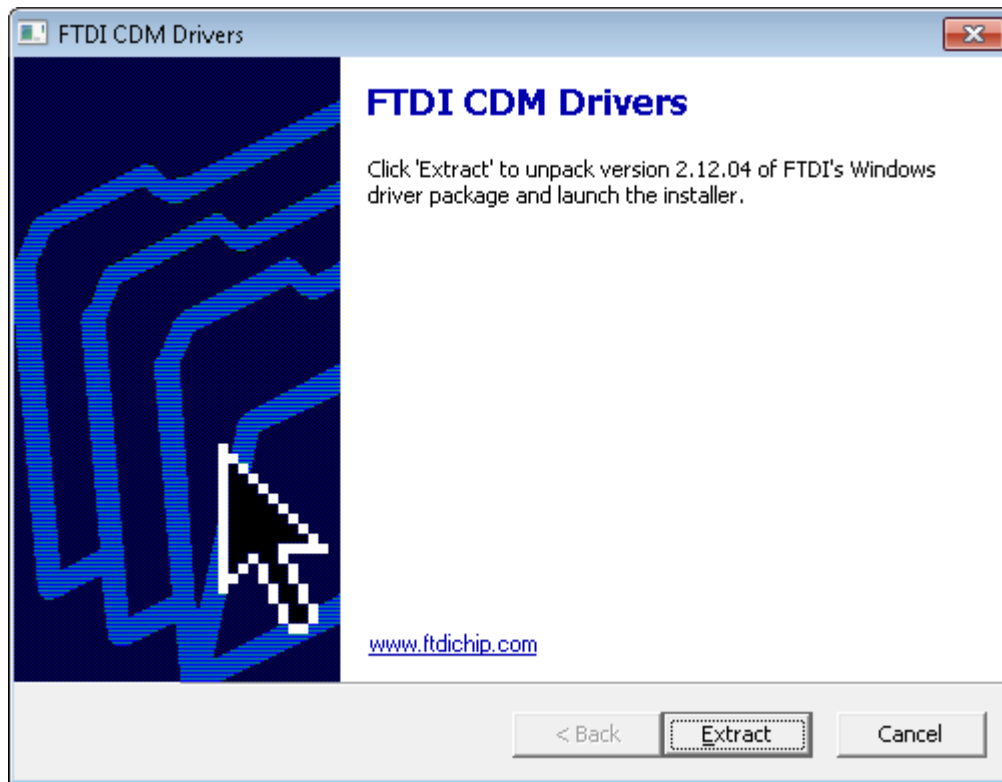 FTDI CDM Drivers
FTDI CDM Drivers
Click 'Extract' to unpack version 2.12.04 of FTDI's Windows
driver package and launch the installer.
www.ftdichip.com
< Back
Extract
Cancel